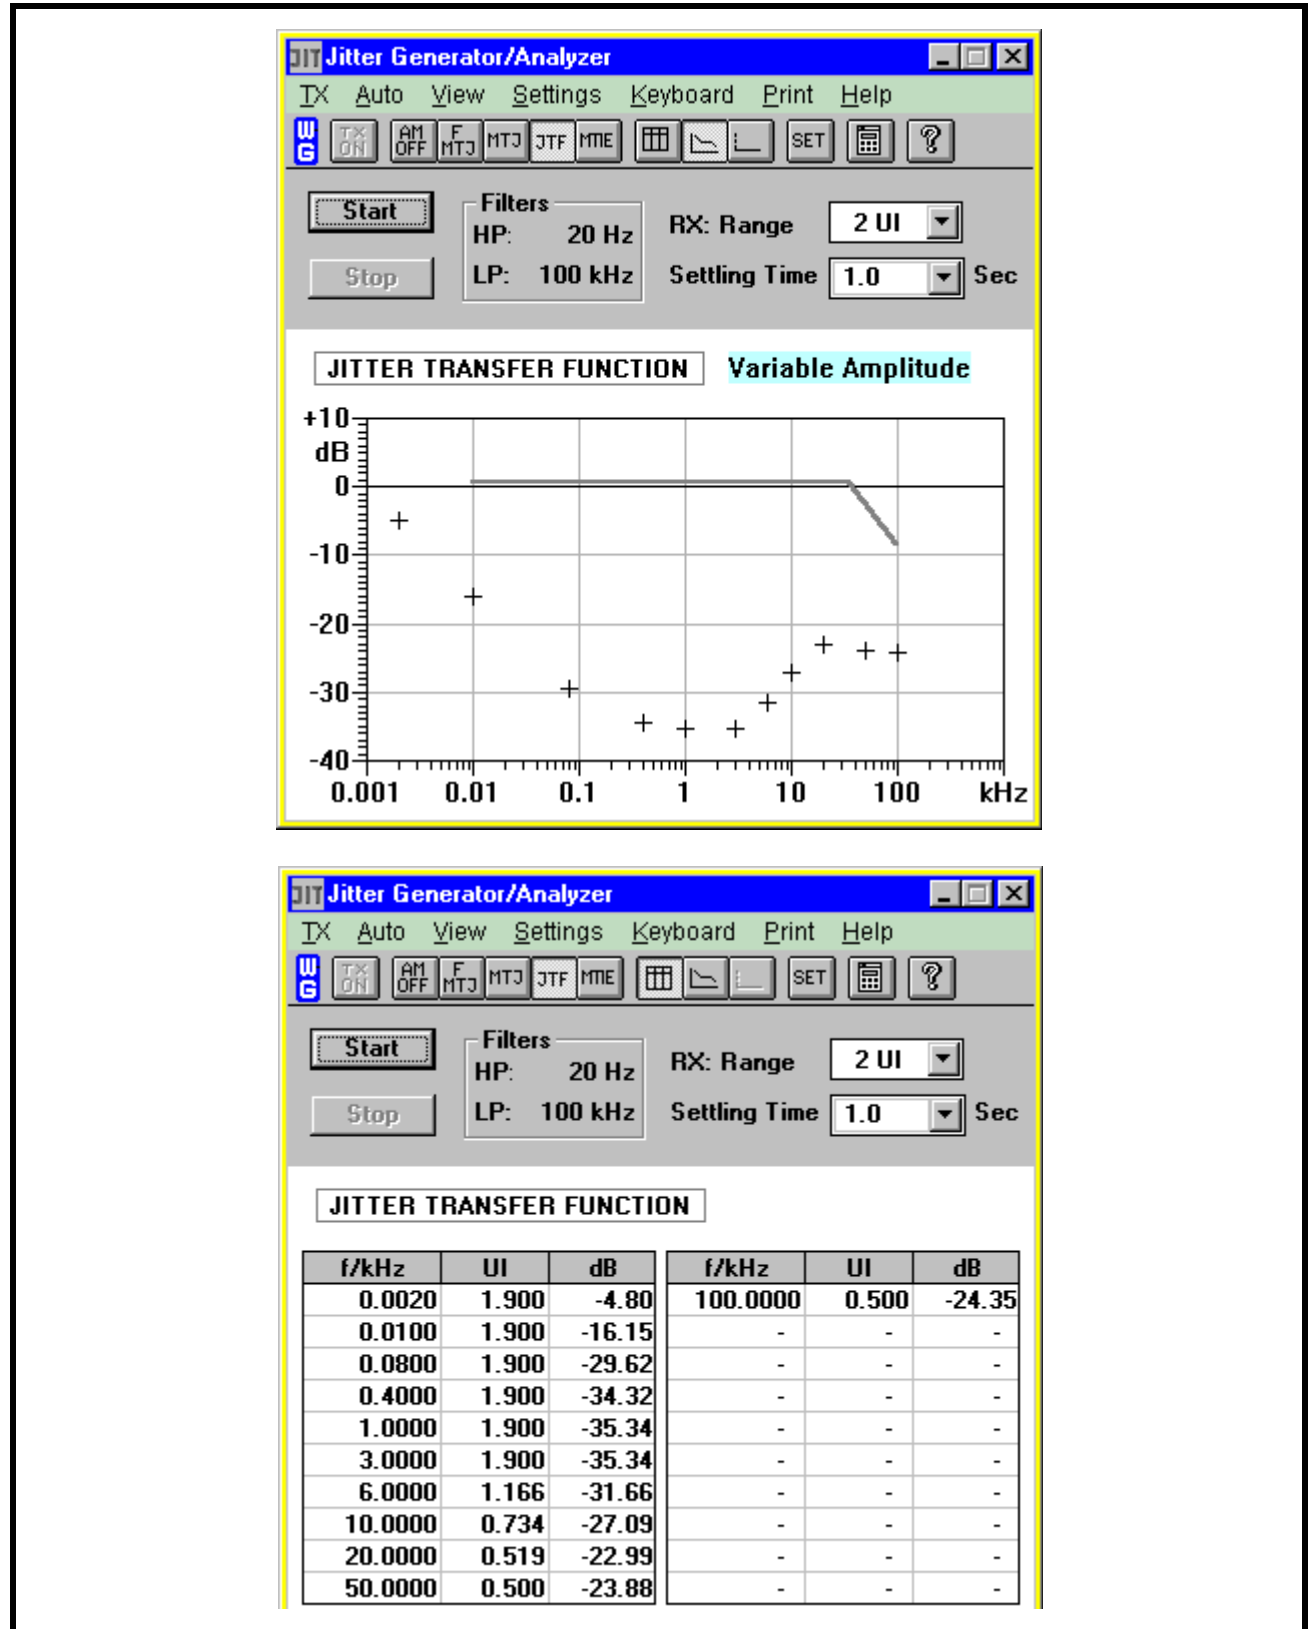 JIT Jitter Generator/Analyzer
TX Auto View Settings Keyboard Print Help
WG TX ON AM OFF F MTJ MTJ JTF MTIE SET ?
Start Filters RX: Range 2 UI
HP: 20 Hz
Stop LP: 100 kHz Settling Time 1.0 Sec
JITTER TRANSFER FUNCTION Variable Amplitude
+10
dB
0
-10
-20
-30
-40
0.001 0.01 0.1 1 10 100 kHz
JIT Jitter Generator/Analyzer
TX Auto View Settings Keyboard Print Help
WG TX ON AM OFF F MTJ MTJ JTF MTIE SET ?
Start Filters RX: Range 2 UI
HP: 20 Hz
Stop LP: 100 kHz Settling Time 1.0 Sec
JITTER TRANSFER FUNCTION
f/kHz UI dB f/kHz UI dB
0.0020 1.900 -4.80 100.0000 0.500 -24.35
0.0100 1.900 -16.15 - - -
0.0800 1.900 -29.62 - - -
0.4000 1.900 -34.32 - - -
1.0000 1.900 -35.34 - - -
3.0000 1.900 -35.34 - - -
6.0000 1.166 -31.66 - - -
10.0000 0.734 -27.09 - - -
20.0000 0.519 -22.99 - - -
50.0000 0.500 -23.88 - - -